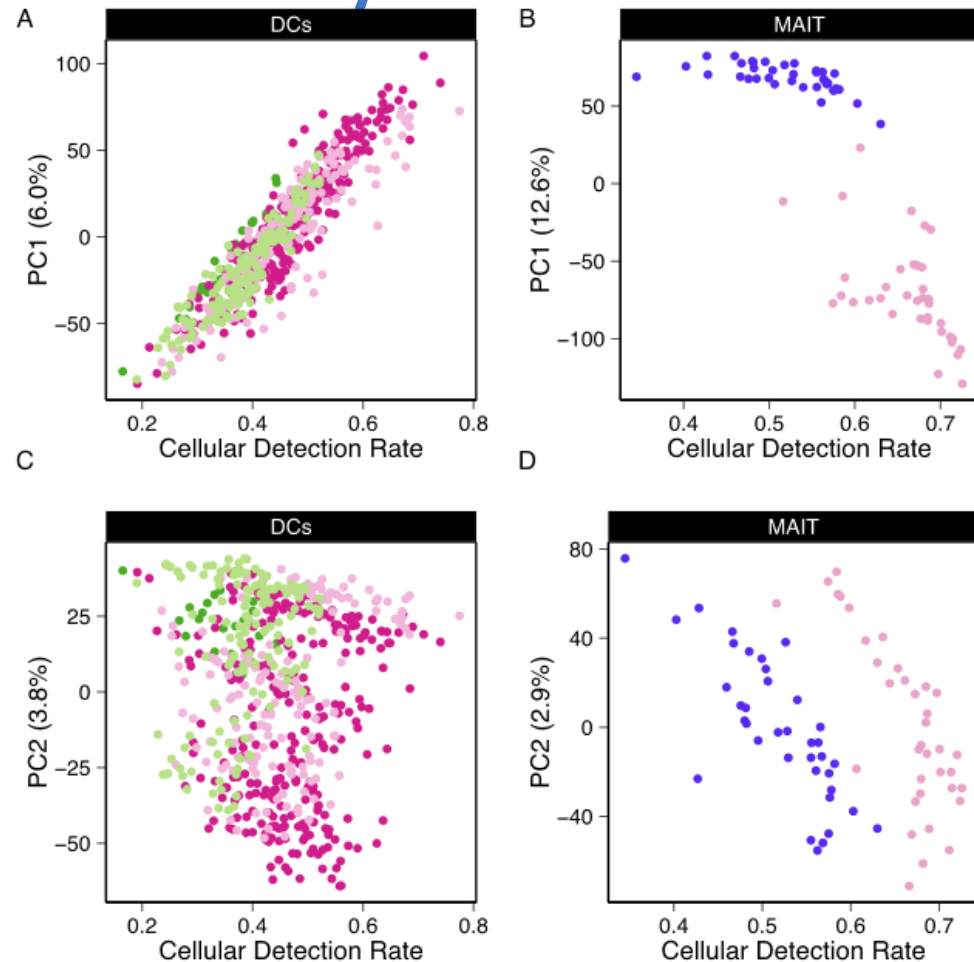 A
DCs
PC1 (6.0%)
100
50
0
−50
0.2 0.4 0.6 0.8
Cellular Detection Rate
B
MAIT
PC1 (12.6%)
50
0
−50
−100
0.4 0.5 0.6 0.7
Cellular Detection Rate
C
DCs
PC2 (3.8%)
25
0
−25
−50
0.2 0.4 0.6 0.8
Cellular Detection Rate
D
MAIT
PC2 (2.9%)
80
40
0
−40
0.4 0.5 0.6 0.7
Cellular Detection Rate